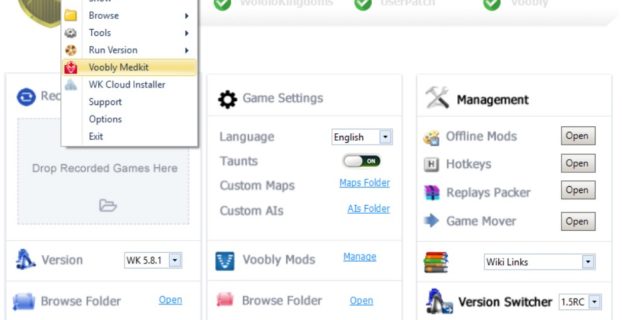 WololoKingdoms
UserPatch
Voobly
Show
Browse
Tools
Run Version
Voobly Medkit
WK Cloud Installer
Support
Options
Exit
Drop Recorded Games Here
Version
WK 5.8.1
Browse Folder
Open
Game Settings
Language
English
Taunts
ON
Custom Maps
Maps Folder
Custom AIs
AIs Folder
Voobly Mods
Manage
Browse Folder
Open
Management
Offline Mods
Open
Hotkeys
H
Open
Replays Packer
Open
Game Mover
Open
Wiki Links
Version Switcher
1.5RC